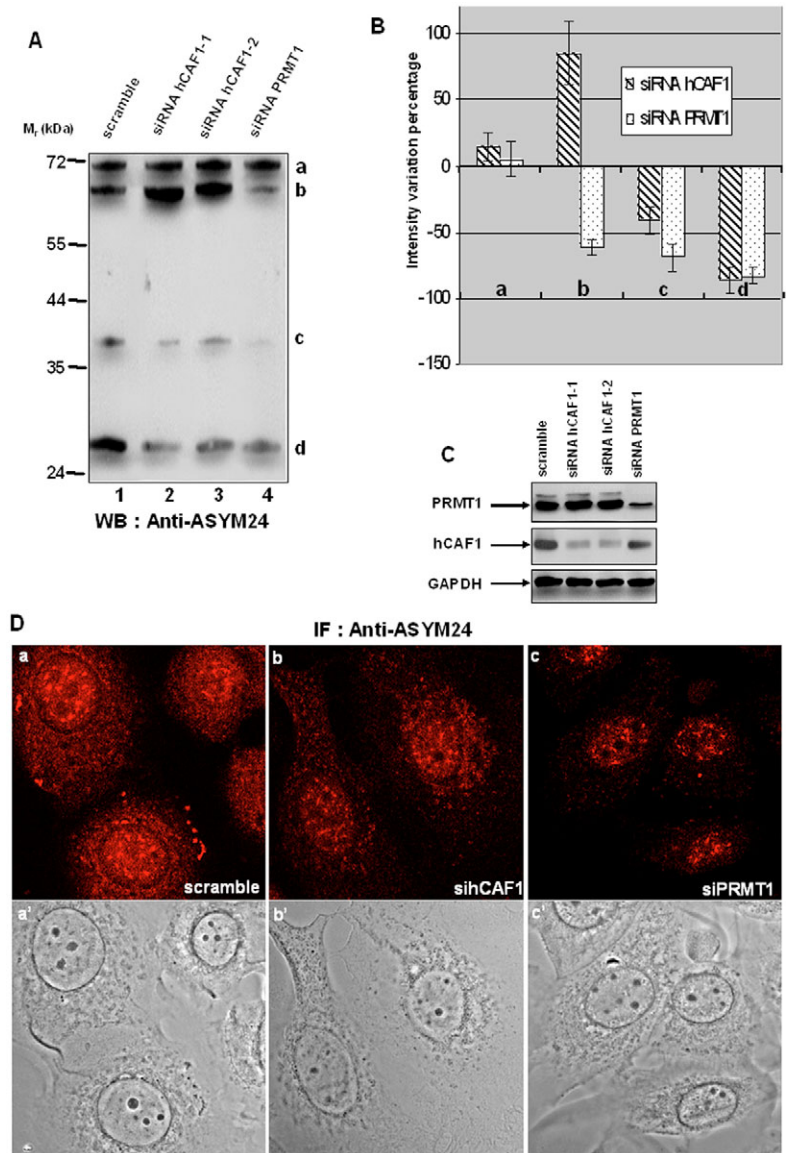 A
scramble
siRNA hCAF1-1
siRNA hCAF1-2
siRNA PRMT1
Mr (kDa)
72
55
44
35
24
a
b
c
d
1 2 3 4
WB : Anti-ASYM24
B
Intensity variation percentage
100
50
0
-50
-100
-150
siRNA hCAF1
siRNA PRMT1
a b c d
C
scramble
siRNA hCAF1-1
siRNA hCAF1-2
siRNA PRMT1
PRMT1
hCAF1
GAPDH
D
IF : Anti-ASYM24
a
scramble
b
sihCAF1
c
siPRMT1
a'
b'
c'